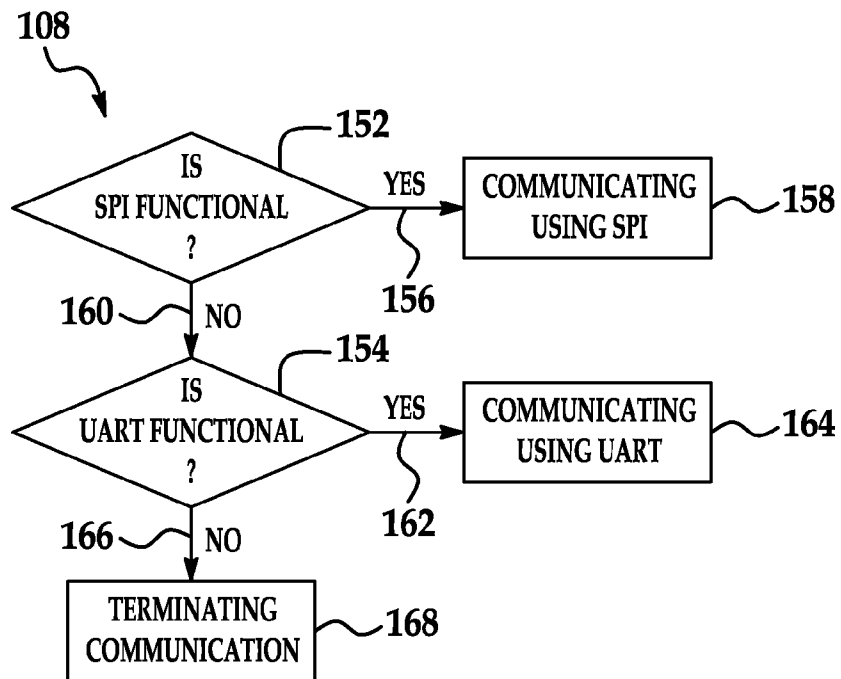 108
152
IS
SPI FUNCTIONAL
?
YES
156
COMMUNICATING
USING SPI
158
160
NO
154
IS
UART FUNCTIONAL
?
YES
162
COMMUNICATING
USING UART
164
166
NO
TERMINATING
COMMUNICATION
168